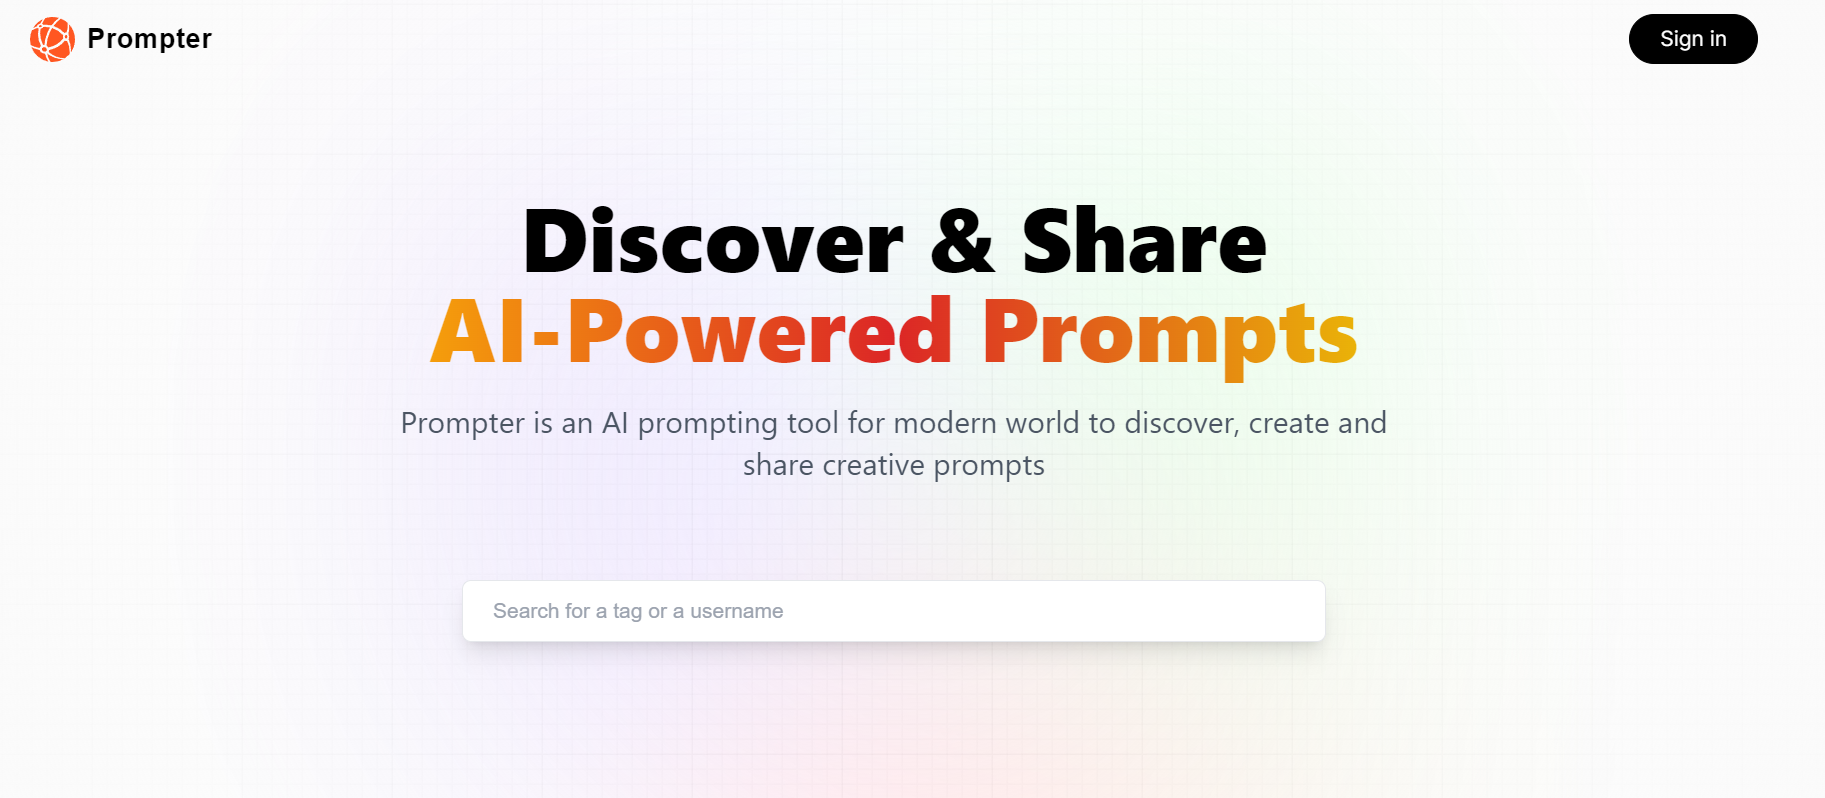 Prompter
Sign in
Discover & Share
AI-Powered Prompts
Prompter is an AI prompting tool for modern world to discover, create and
share creative prompts
Search for a tag or a username